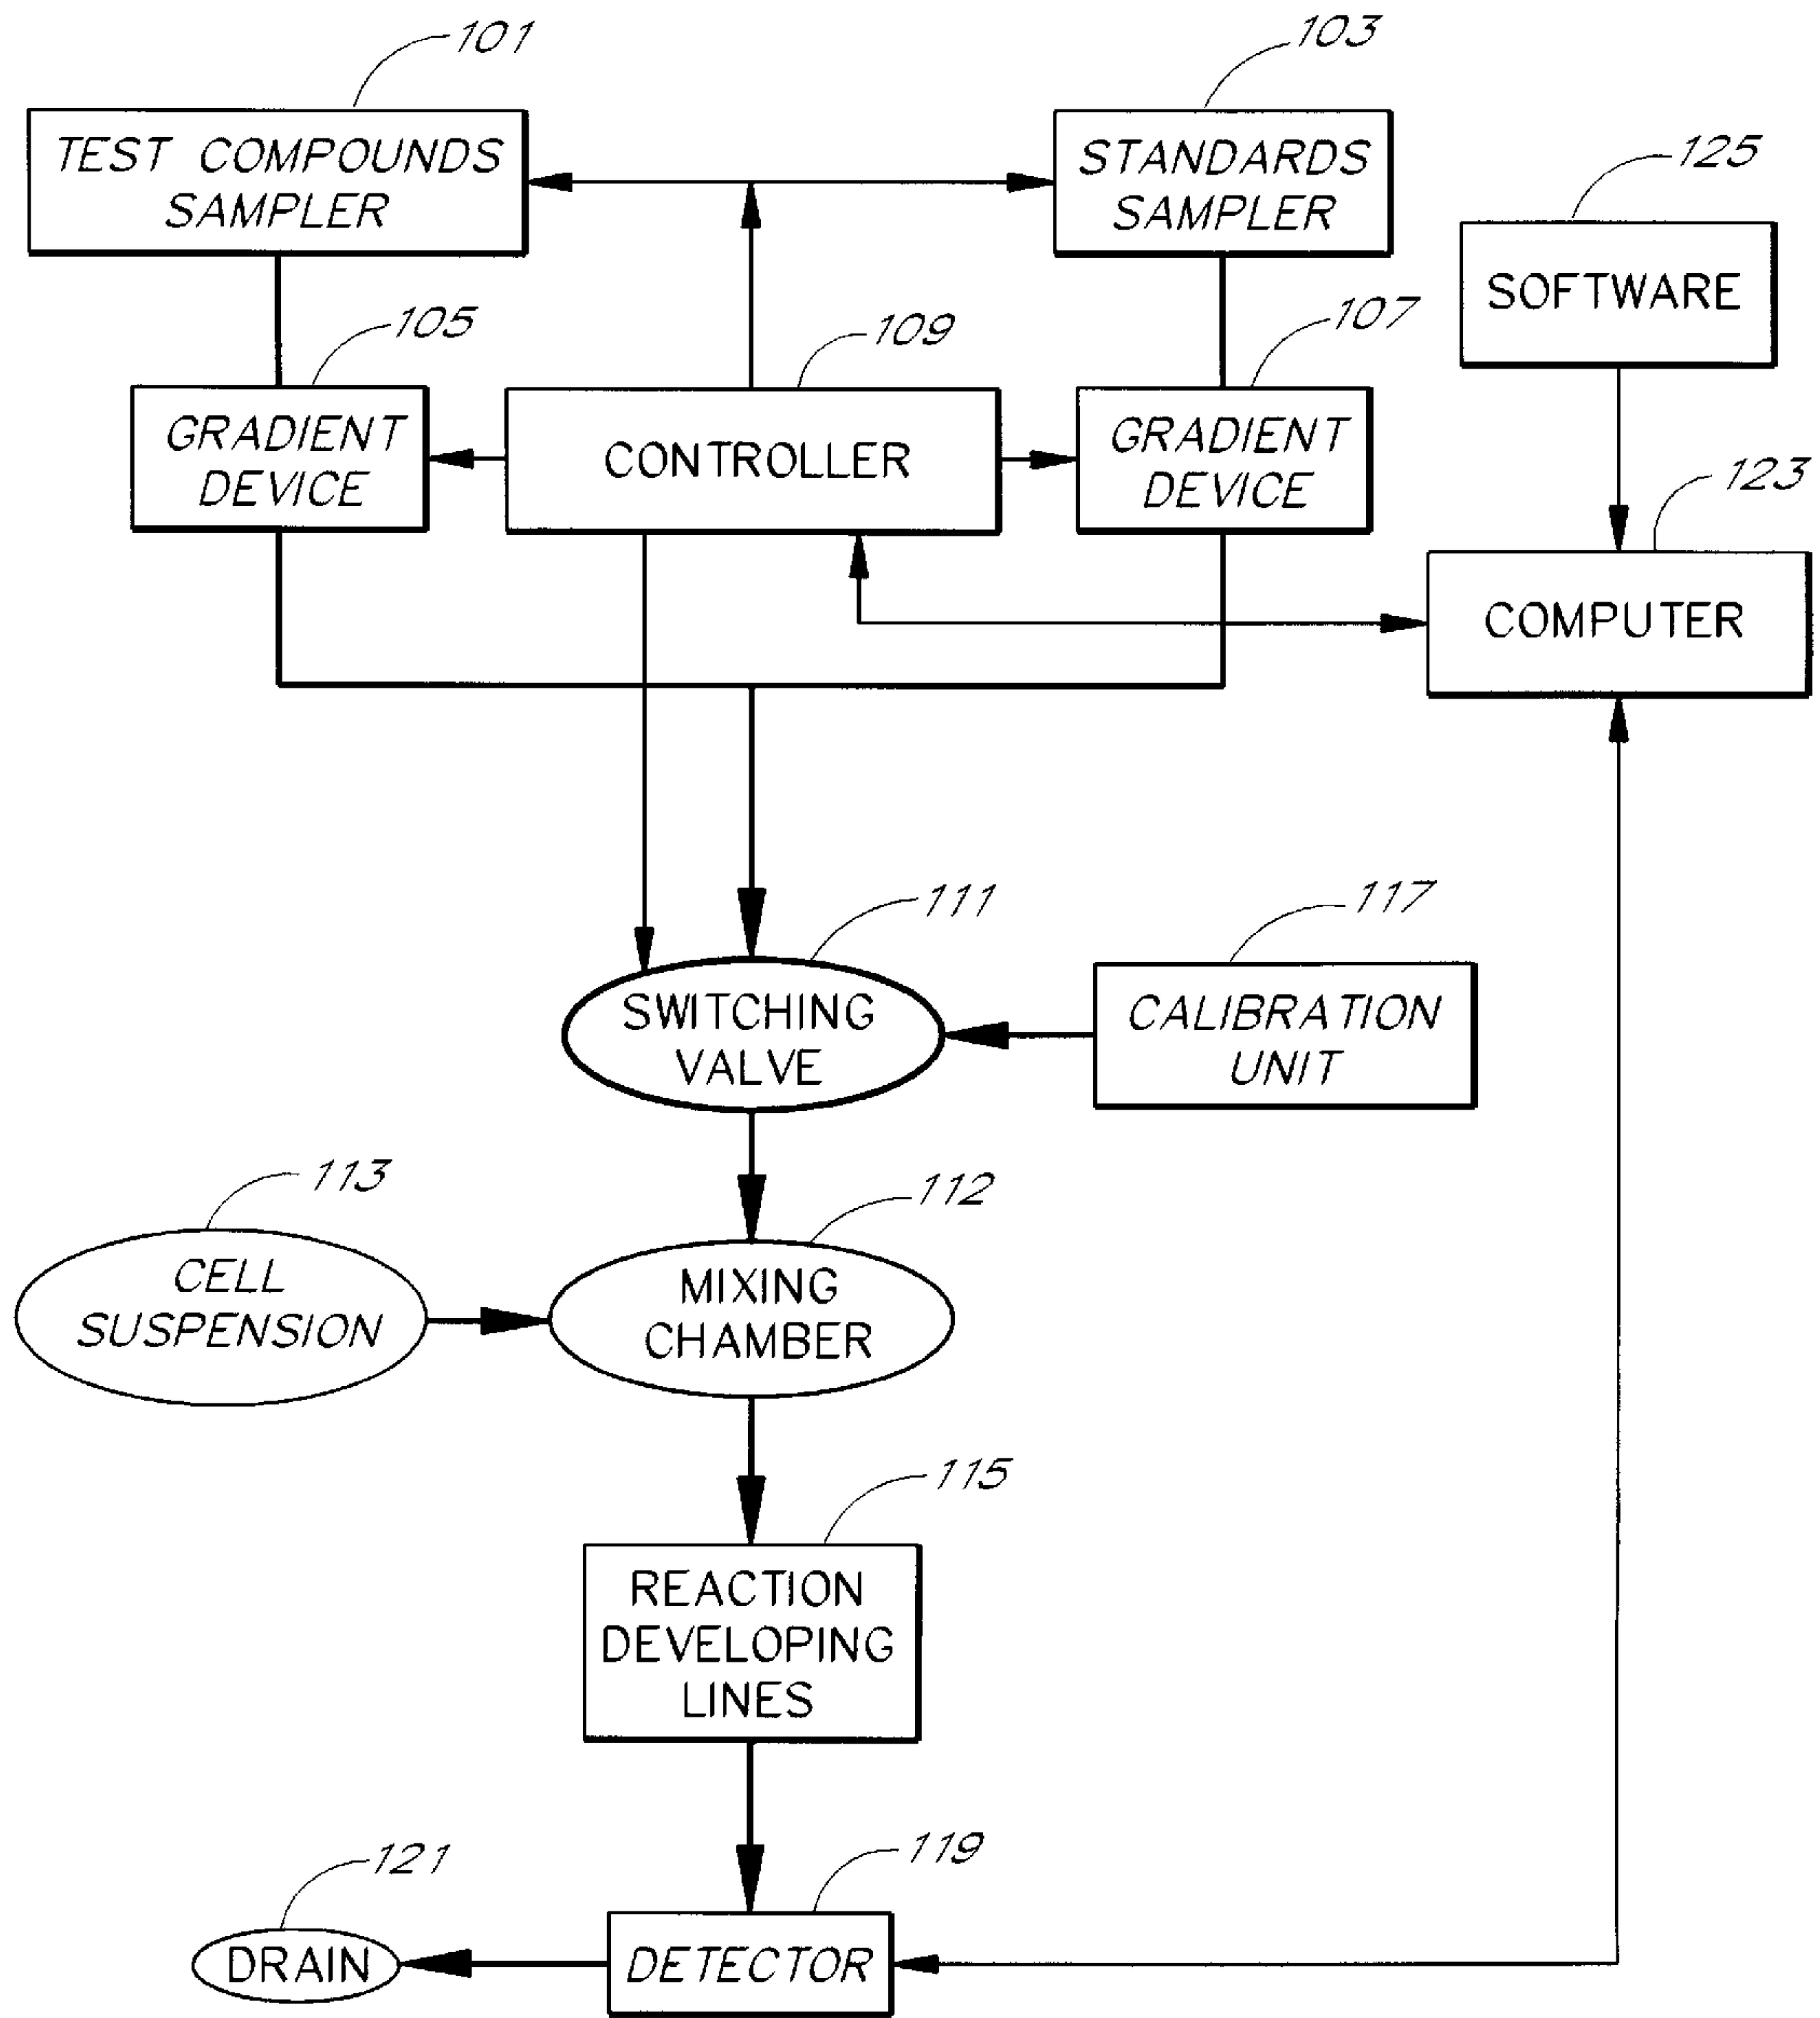 101
103
TEST COMPOUNDS
SAMPLER
STANDARDS
SAMPLER
125
SOFTWARE
105
109
107
GRADIENT
DEVICE
CONTROLLER
GRADIENT
DEVICE
123
COMPUTER
111
117
SWITCHING
VALVE
CALIBRATION
UNIT
113
112
CELL
SUSPENSION
MIXING
CHAMBER
115
REACTION
DEVELOPING
LINES
121
119
DRAIN
DETECTOR